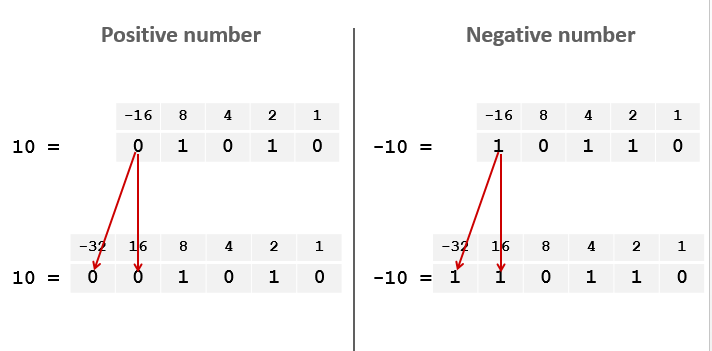 Positive number
-16 8 4 2 1
10 = 0 1 0 1 0
-32 16 8 4 2 1
10 = 0 0 1 0 1 0
Negative number
-16 8 4 2 1
-10 = 1 0 1 1 0
-32 16 8 4 2 1
-10 = 1 1 0 1 1 0